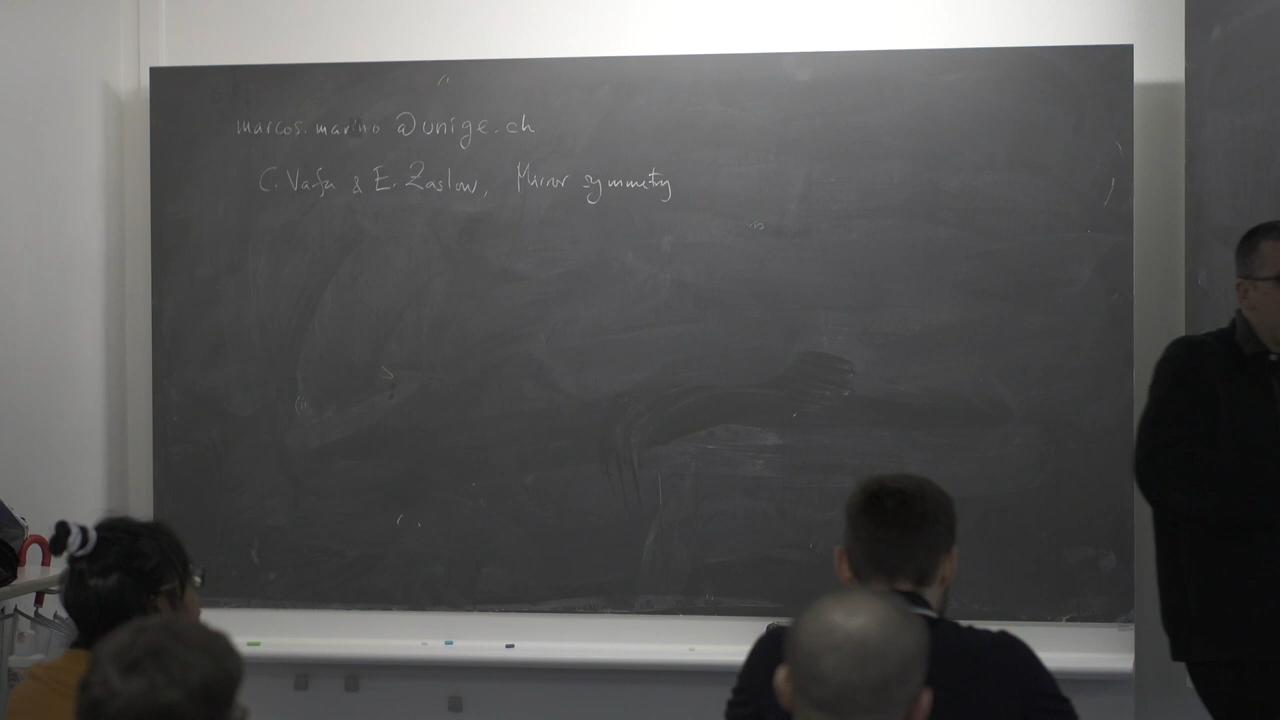 marcos.marino @unige.ch
C. Vafa & E. Zaslow, Mirror symmetry